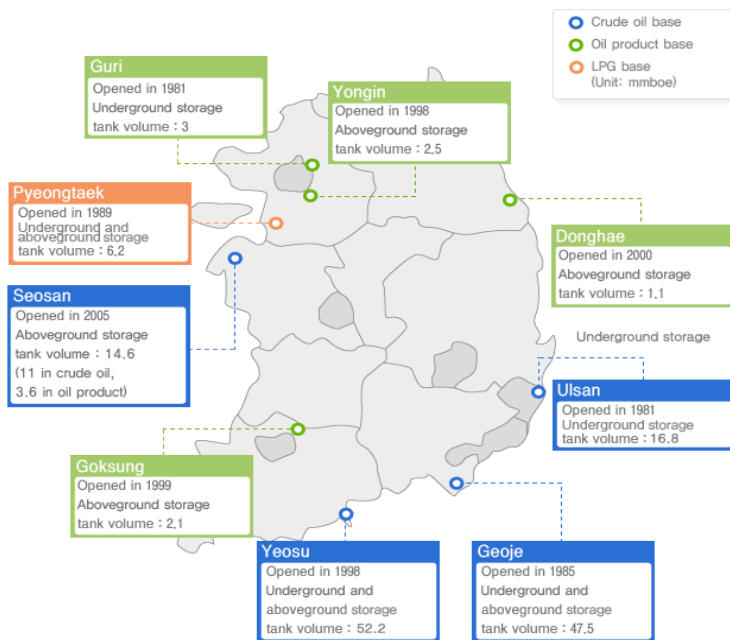 Crude oil base
Oil product base
LPG base
(Unit: mmboe)
Guri
Opened in 1981
Underground storage
tank volume : 3
Yongin
Opened in 1998
Aboveground storage
tank volume : 2.5
Pyeongtaek
Opened in 1989
Underground and
aboveground storage
tank volume : 6.2
Donghae
Opened in 2000
Aboveground storage
tank volume : 1.1
Seosan
Opened in 2005
Aboveground storage
tank volume : 14.6
(11 in crude oil,
3.6 in oil product)
Underground storage
Ulsan
Opened in 1981
Underground storage
tank volume : 16.8
Goksung
Opened in 1999
Aboveground storage
tank volume : 2.1
Yeosu
Opened in 1998
Underground and
aboveground storage
tank volume : 52.2
Geoje
Opened in 1985
Underground and
aboveground storage
tank volume : 47.5